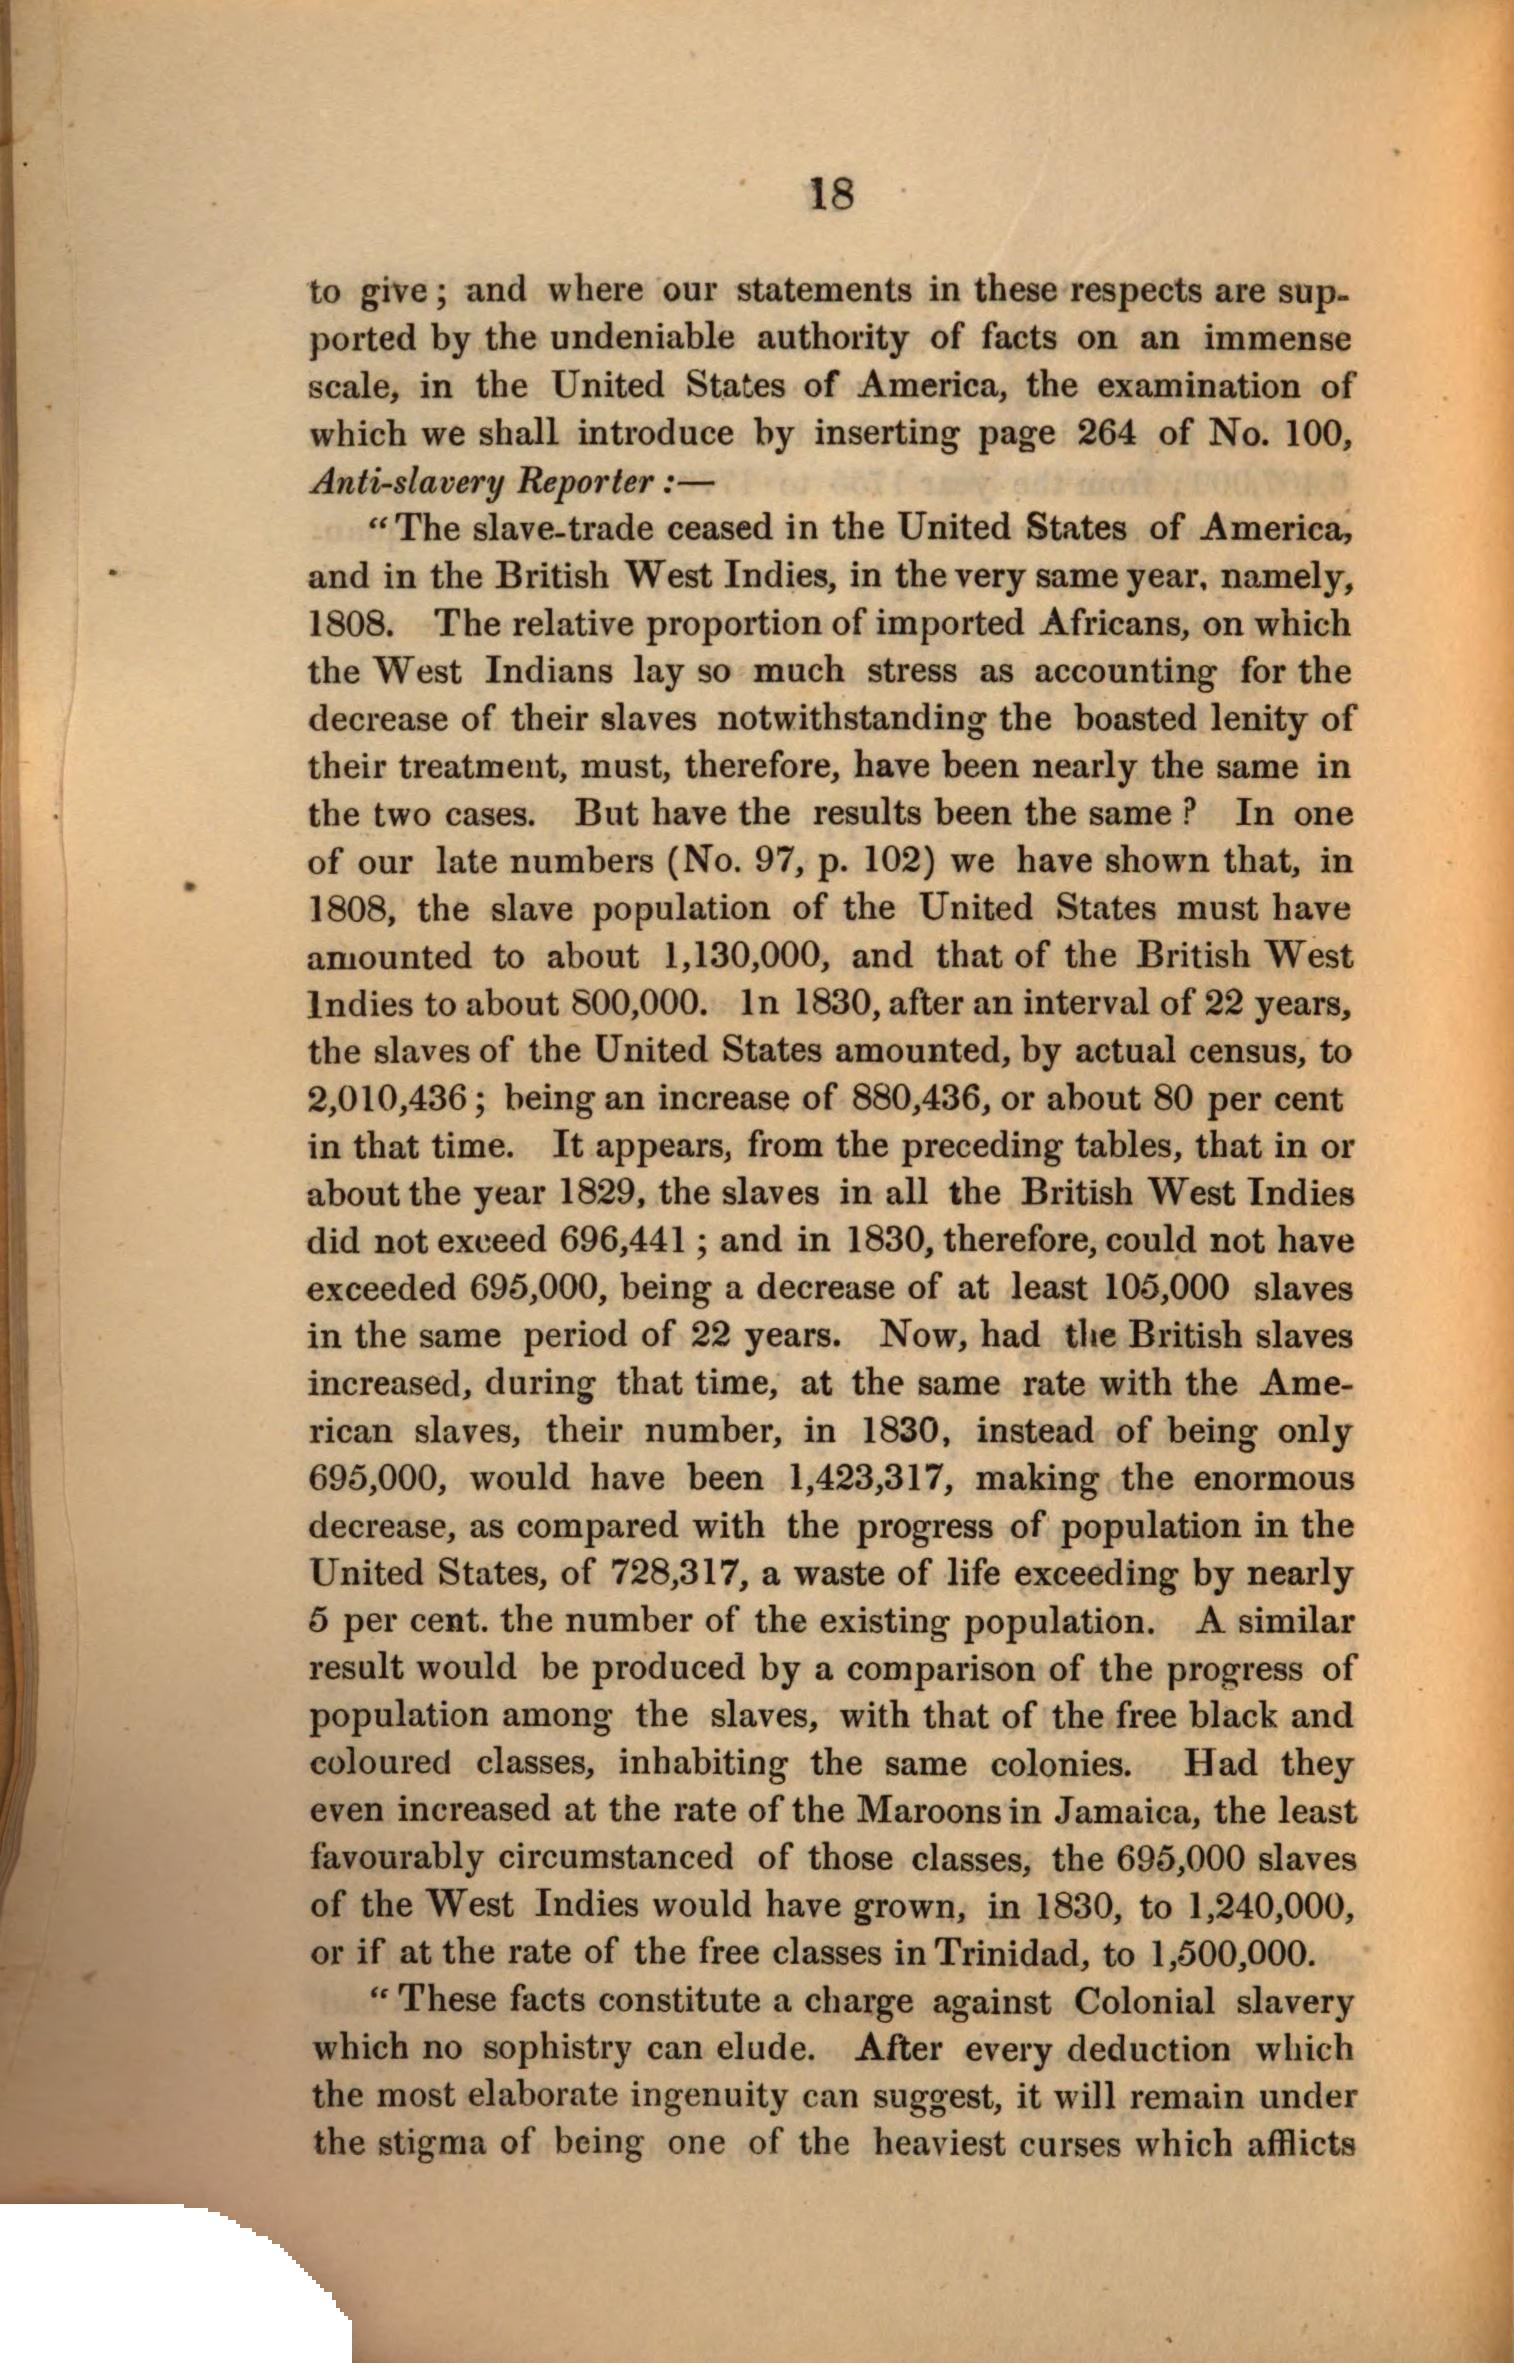 18
to give; and where our statements in these respects are sup-
ported by the undeniable authority of facts on an immense
scale, in the United States of America, the examination of
which we shall introduce by inserting page 264 of No. 100,
Anti-slavery Reporter :—
“The slave-trade ceased in the United States of America,
and in the British West Indies, in the very same year, namely,
1808. The relative proportion of imported Africans, on which
the West Indians lay so much stress as accounting for the
decrease of their slaves notwithstanding the boasted lenity of
their treatment, must, therefore, have been nearly the same in
the two cases. But have the results been the same? In one
of our late numbers (No. 97, p. 102) we have shown that, in
1808, the slave population of the United States must have
amounted to about 1,130,000, and that of the British West
Indies to about 800,000. In 1830, after an interval of 22 years,
the slaves of the United States amounted, by actual census, to
2,010,436; being an increase of 880,436, or about 80 per cent
in that time. It appears, from the preceding tables, that in or
about the year 1829, the slaves in all the British West Indies
did not exceed 696,441; and in 1830, therefore, could not have
exceeded 695,000, being a decrease of at least 105,000 slaves
in the same period of 22 years. Now, had the British slaves
increased, during that time, at the same rate with the Ame-
rican slaves, their number, in 1830, instead of being only
695,000, would have been 1,423,317, making the enormous
decrease, as compared with the progress of population in the
United States, of 728,317, a waste of life exceeding by nearly
5 per cent. the number of the existing population. A similar
result would be produced by a comparison of the progress of
population among the slaves, with that of the free black and
coloured classes, inhabiting the same colonies. Had they
even increased at the rate of the Maroons in Jamaica, the least
favourably circumstanced of those classes, the 695,000 slaves
of the West Indies would have grown, in 1830, to 1,240,000,
or if at the rate of the free classes in Trinidad, to 1,500,000.
“These facts constitute a charge against Colonial slavery
which no sophistry can elude. After every deduction which
the most elaborate ingenuity can suggest, it will remain under
the stigma of being one of the heaviest curses which afflicts